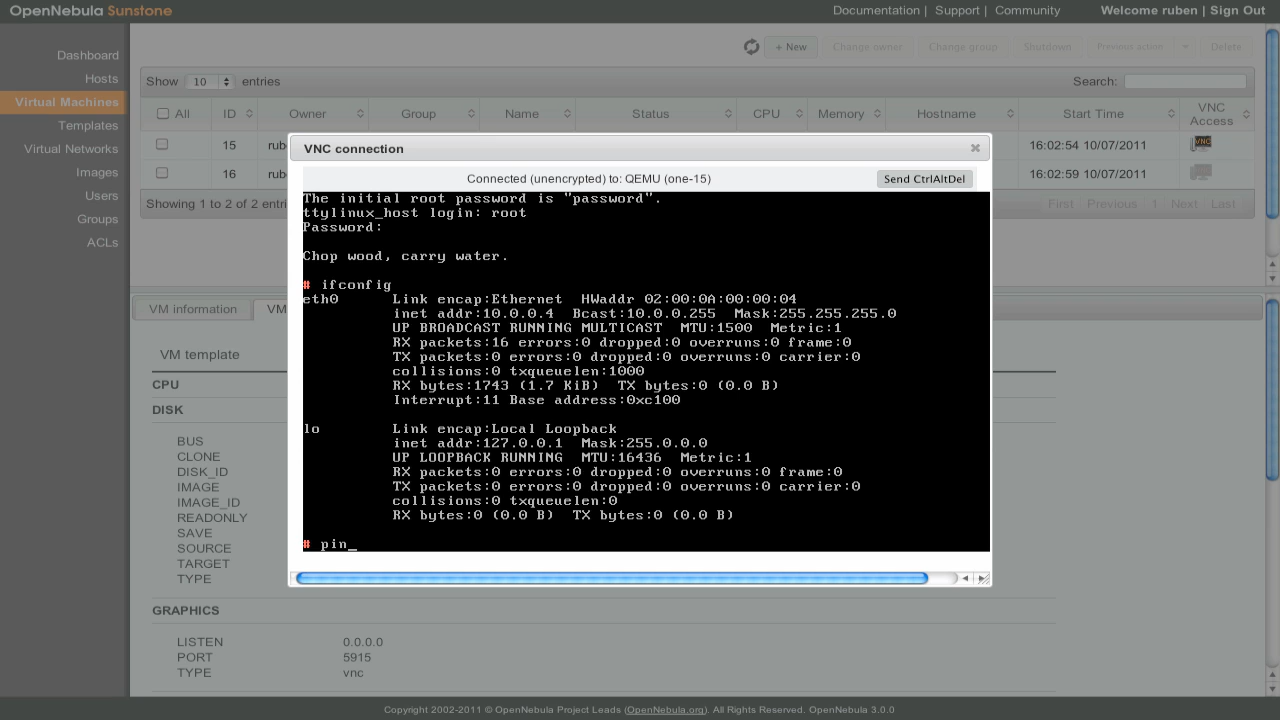 OpenNebula Sunstone
Documentation | Support | Community Welcome ruben | Sign Out
Dashboard
Hosts
Virtual Machines
Templates
Virtual Networks
Images
Users
Groups
ACLs
+ New Change owner Change group Shutdown Previous action Delete
Show 10 entries Search:
All ID Owner Group Name Status CPU Memory Hostname Start Time VNC Access
15 rub 16:02:54 10/07/2011 VNC
16 rub 16:02:59 10/07/2011
Showing 1 to 2 of 2 entri First Previous 1 Next Last
VNC connection
Connected (unencrypted) to: QEMU (one-15) Send CtrlAltDel
The initial root password is "password".
ttylinux_host login: root
Password:
Chop wood, carry water.
# ifconfig
eth0 Link encap:Ethernet HWaddr 02:00:0A:00:00:04
inet addr:10.0.0.4 Bcast:10.0.0.255 Mask:255.255.255.0
UP BROADCAST RUNNING MULTICAST MTU:1500 Metric:1
RX packets:16 errors:0 dropped:0 overruns:0 frame:0
TX packets:0 errors:0 dropped:0 overruns:0 carrier:0
collisions:0 txqueuelen:1000
RX bytes:1743 (1.7 KiB) TX bytes:0 (0.0 B)
Interrupt:11 Base address:0xc100
lo Link encap:Local Loopback
inet addr:127.0.0.1 Mask:255.0.0.0
UP LOOPBACK RUNNING MTU:16436 Metric:1
RX packets:0 errors:0 dropped:0 overruns:0 frame:0
TX packets:0 errors:0 dropped:0 overruns:0 carrier:0
collisions:0 txqueuelen:0
RX bytes:0 (0.0 B) TX bytes:0 (0.0 B)
# pin_
VM information VM
VM template
CPU
DISK
BUS
CLONE
DISK_ID
IMAGE
IMAGE_ID
READONLY
SAVE
SOURCE
TARGET
TYPE
GRAPHICS
LISTEN 0.0.0.0
PORT 5915
TYPE vnc
Copyright 2002-2011 © OpenNebula Project Leads (OpenNebula.org). All Rights Reserved. OpenNebula 3.0.0